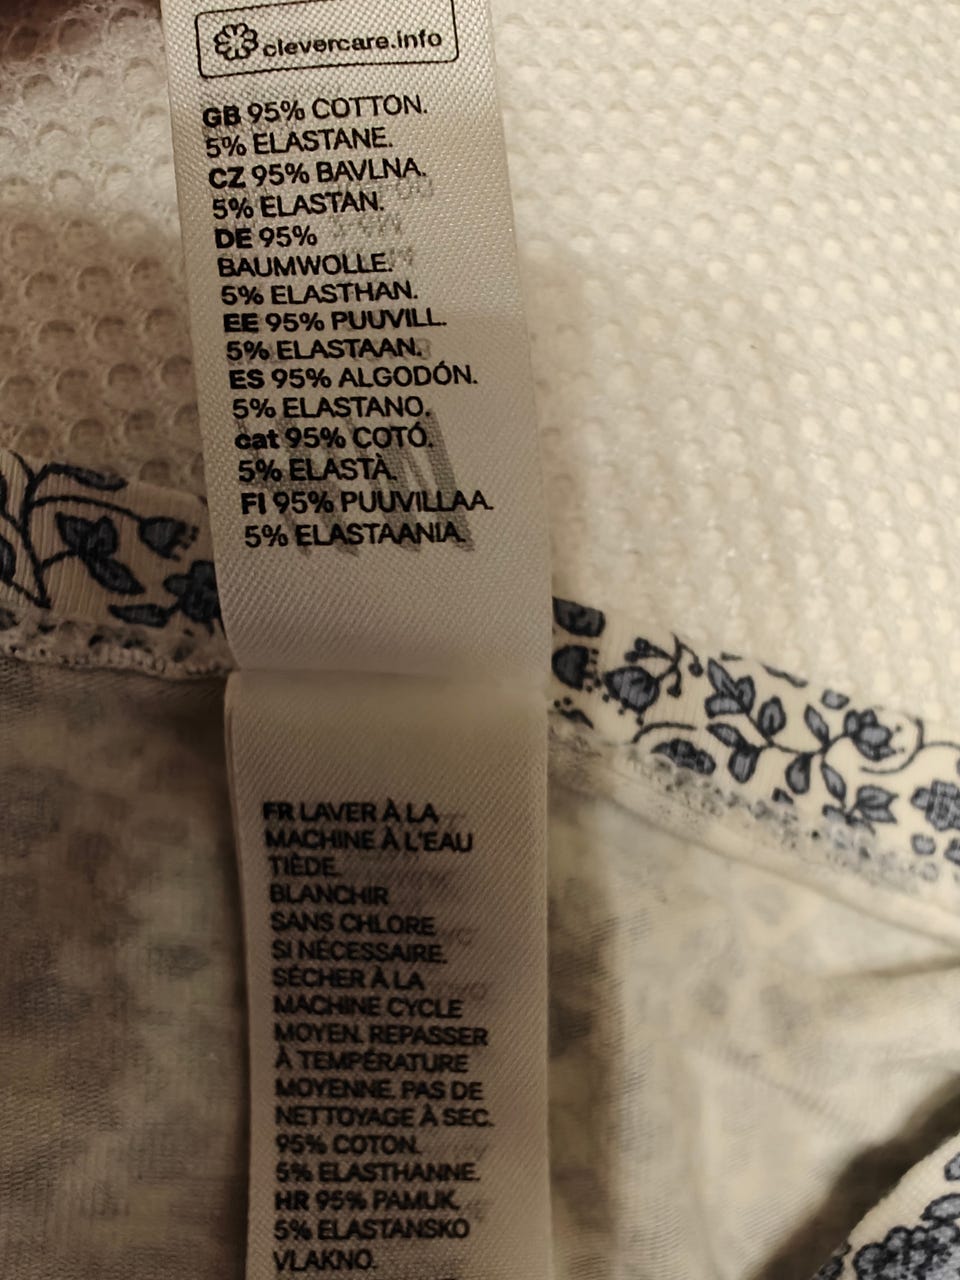 clevercare.info
GB 95% COTTON.
5% ELASTANE.
CZ 95% BAVLNA.
5% ELASTAN.
DE 95%
BAUMWOLLE.
5% ELASTHAN.
EE 95% PUUVILL.
5% ELASTAAN.
ES 95% ALGODÓN.
5% ELASTANO.
cat 95% COTÓ.
5% ELASTÀ.
FI 95% PUUVILLAA.
5% ELASTAANIA.
FR LAVER À LA
MACHINE À L'EAU
TIÈDE.
BLANCHIR
SANS CHLORE
SI NÉCESSAIRE.
SÉCHER À LA
MACHINE CYCLE
MOYEN. REPASSER
À TEMPÉRATURE
MOYENNE. PAS DE
NETTOYAGE À SEC.
95% COTON.
5% ELASTHANNE.
HR 95% PAMUK.
5% ELASTANSKO
VLAKNO.